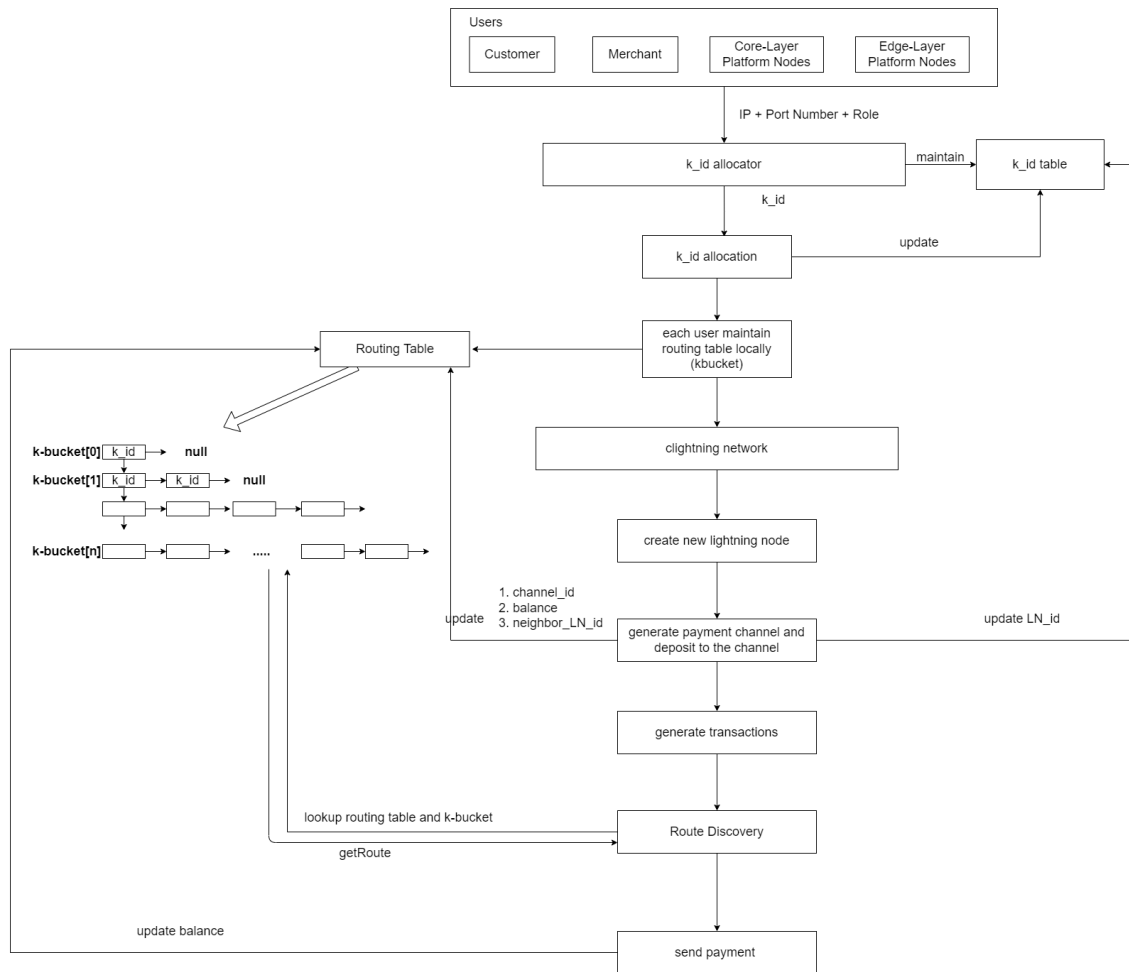 Users
Customer
Merchant
Core-Layer
Platform Nodes
Edge-Layer
Platform Nodes
IP + Port Number + Role
k_id allocator
maintain
k_id table
k_id
k_id allocation
update
each user maintain
routing table locally
(kbucket)
Routing Table
k-bucket[0]
k_id
null
k-bucket[1]
k_id
k_id
null
k-bucket[n]
.....
clightning network
create new lightning node
1. channel_id
2. balance
3. neighbor_LN_id
update
generate payment channel and
deposit to the channel
update LN_id
generate transactions
lookup routing table and k-bucket
Route Discovery
getRoute
update balance
send payment